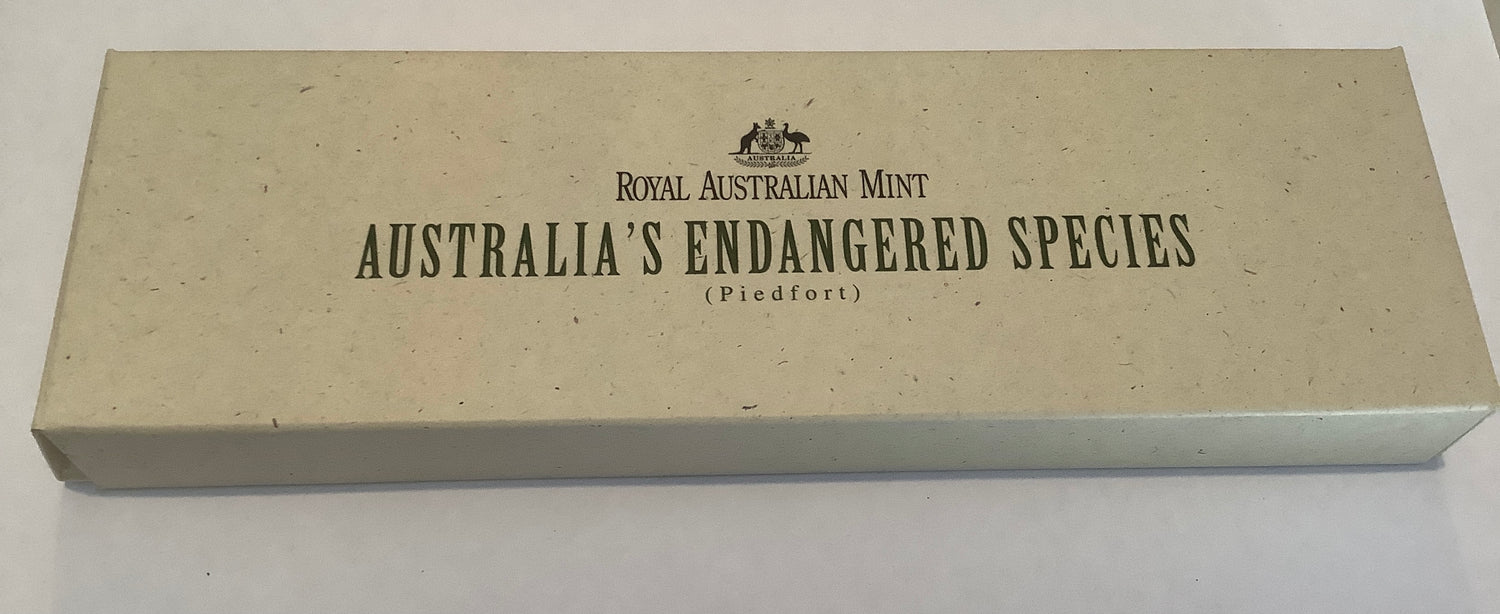 AUSTRALIA
ROYAL AUSTRALIAN MINT
AUSTRALIA'S ENDANGERED SPECIES
(Piedfort)